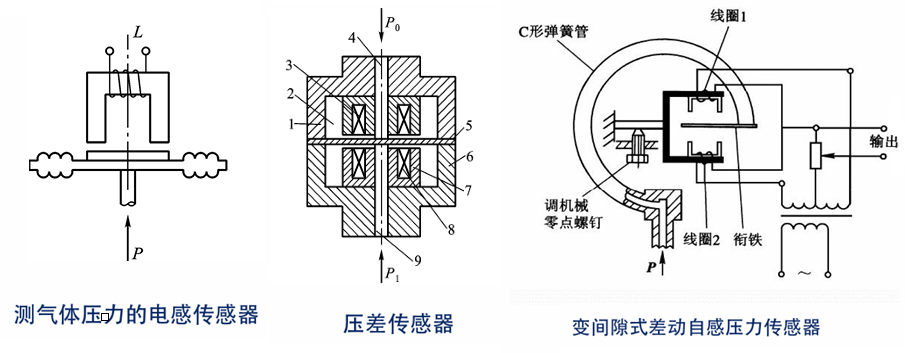 L
P
测气体压力的电感传感器
P0
4
3
2
1
5
6
7
8
9
P1
压差传感器
线圈1
C形弹簧管
输出
调机械
零点螺钉
线圈2
衔铁
P
~
变间隙式差动自感压力传感器